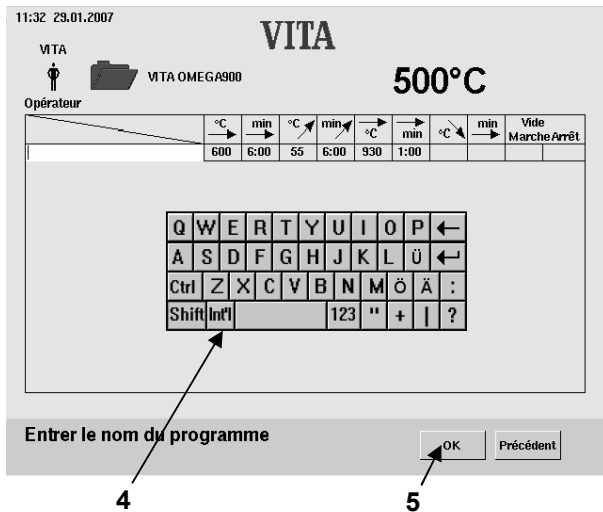 11:32 29.01.2007
VITA
VITA
VITA OMEGA900
500°C
Opérateur
°C min °C min °C min °C min Vide
Marche Arrêt
600 6:00 55 6:00 930 1:00
Q W E R T Y U I O P
A S D F G H J K L Ü
Ctrl Z X C V B N M Ö Ä :
Shift Int'l 123 " + | ?
Entrer le nom du programme
OK Précédent
4 5